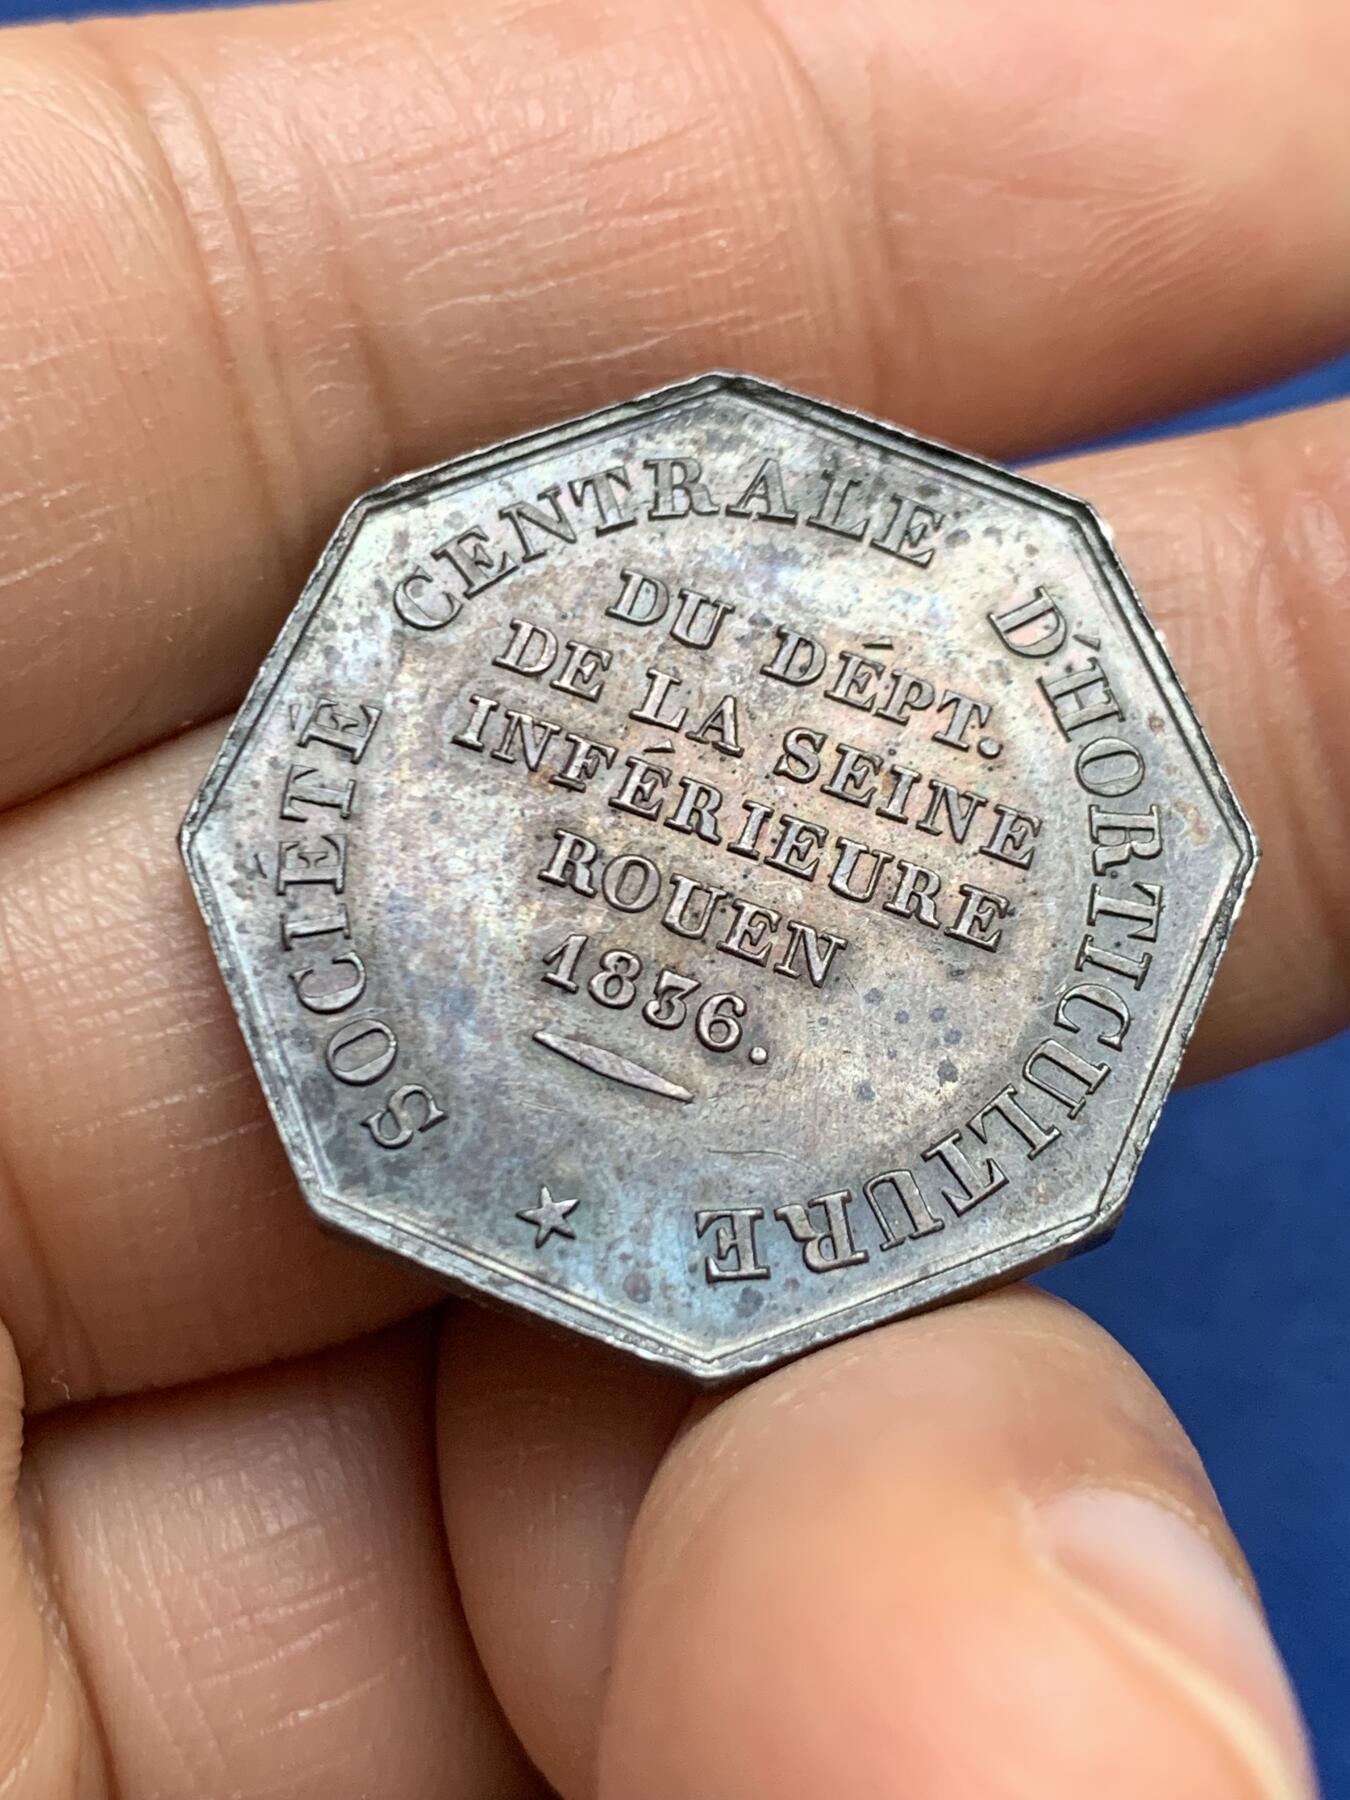 SOCIÉTÉ CENTRALE D'HORTICULTURE
DU DÉPT.
DE LA SEINE
INFÉRIEURE
ROUEN
1836.